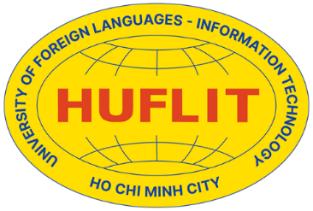 UNIVERSITY OF FOREIGN LANGUAGES - INFORMATION TECHNOLOGY
HUFLIT
HO CHI MINH CITY